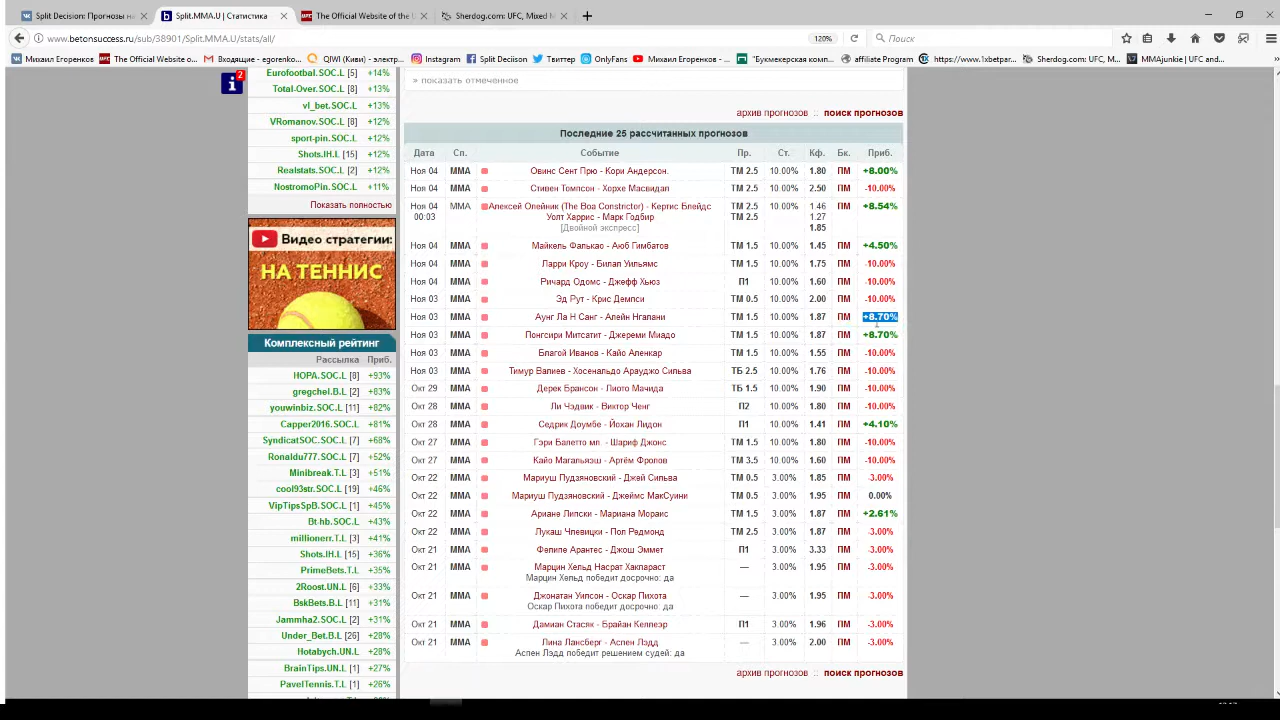 Split Decision: Прогнозы на
Split.MMA.U | Статистика
The Official Website of the U
Sherdog.com: UFC, Mixed M
www.betonsuccess.ru/sub/38901/Split.MMA.U/stats/all/
120%
Поиск
Михаил Егоренков
The Official Website o...
Входящие - egorenko...
QIWI (Киви) - электр...
Instagram
Split Deciison
Твиттер
OnlyFans
Михаил Егоренков - ...
"Букмекерская комп...
affiliate Program
https://www.1xbetpar...
Sherdog.com: UFC, M...
MMAjunkie | UFC and...
2
Eurofootbal.SOC.L [5] +14%
Total-Over.SOC.L [8] +13%
vl_bet.SOC.L +13%
VRomanov.SOC.L [8] +12%
sport-pin.SOC.L +12%
Shots.IH.L [15] +12%
Realstats.SOC.L [2] +12%
NostromoPin.SOC.L +11%
Показать полностью
Видео стратегии:
НА ТЕННИС
Комплексный рейтинг
Рассылка Приб.
HOPA.SOC.L [8] +93%
gregchel.B.L [2] +83%
youwinbiz.SOC.L [11] +82%
Capper2016.SOC.L +81%
SyndicatSOC.SOC.L [7] +68%
Ronaldu777.SOC.L [7] +52%
Minibreak.T.L [3] +51%
cool93str.SOC.L [19] +46%
VipTipsSpB.SOC.L [1] +45%
Bt-hb.SOC.L +43%
millionerr.T.L [3] +41%
Shots.IH.L [15] +36%
PrimeBets.T.L +35%
2Roost.UN.L [6] +33%
BskBets.B.L [11] +31%
Jammha2.SOC.L [2] +31%
Under_Bet.B.L [26] +28%
Hotabych.UN.L +28%
BrainTips.UN.L [1] +27%
PavelTennis.T.L [1] +26%
» показать отмеченное
архив прогнозов :: поиск прогнозов
Последние 25 рассчитанных прогнозов
Дата Сп. Событие Пр. Ст. Кф. Бк. Приб.
Ноя 04 MMA Овинс Сент Прю - Кори Андерсон. ТМ 2.5 10.00% 1.80 ПМ +8.00%
Ноя 04 MMA Стивен Томпсон - Хорхе Масвидал ТМ 2.5 10.00% 2.50 ПМ -10.00%
Ноя 04 MMA Алексей Олейник (The Boa Constrictor) - Кертис Блейдс ТМ 2.5 10.00% 1.46 ПМ +8.54%
00:03 Уолт Харрис - Марк Годбир ТМ 2.5 1.27
[Двойной экспресс] 1.85
Ноя 04 MMA Майкель Фалькао - Аюб Гимбатов ТМ 1.5 10.00% 1.45 ПМ +4.50%
Ноя 04 MMA Ларри Кроу - Билал Уильямс ТМ 1.5 10.00% 1.75 ПМ -10.00%
Ноя 04 MMA Ричард Одомс - Джефф Хьюз П1 10.00% 1.60 ПМ -10.00%
Ноя 03 MMA Эд Рут - Крис Демпси ТМ 0.5 10.00% 2.00 ПМ -10.00%
Ноя 03 MMA Аунг Ла Н Санг - Алейн Нгалани ТМ 1.5 10.00% 1.87 ПМ +8.70%
Ноя 03 MMA Понгсири Митсатит - Джереми Миадо ТМ 1.5 10.00% 1.87 ПМ +8.70%
Ноя 03 MMA Благой Иванов - Кайо Аленкар ТМ 1.5 10.00% 1.55 ПМ -10.00%
Ноя 03 MMA Тимур Валиев - Хосенальдо Арауджо Сильва ТБ 2.5 10.00% 1.76 ПМ -10.00%
Окт 29 MMA Дерек Брансон - Лиото Мачида ТБ 1.5 10.00% 1.90 ПМ -10.00%
Окт 28 MMA Ли Чэдвик - Виктор Ченг П2 10.00% 1.80 ПМ -10.00%
Окт 28 MMA Седрик Доумбе - Йохан Лидон П1 10.00% 1.41 ПМ +4.10%
Окт 27 MMA Гэри Балетто мл. - Шариф Джонс ТМ 1.5 10.00% 1.80 ПМ -10.00%
Окт 27 MMA Кайо Магальяэш - Артём Фролов ТМ 3.5 10.00% 1.60 ПМ -10.00%
Окт 22 MMA Мариуш Пудзяновский - Джей Сильва ТМ 0.5 3.00% 1.85 ПМ -3.00%
Окт 22 MMA Мариуш Пудзяновский - Джеймс МакСуини ТМ 0.5 3.00% 1.95 ПМ 0.00%
Окт 22 MMA Ариане Липски - Мариана Мораис ТМ 1.5 3.00% 1.87 ПМ +2.61%
Окт 22 MMA Лукаш Члевицки - Пол Редмонд ТМ 2.5 3.00% 1.87 ПМ -3.00%
Окт 21 MMA Фелипе Арантес - Джош Эммет П1 3.00% 3.33 ПМ -3.00%
Окт 21 MMA Марцин Хельд Насрат Хакпараст — 3.00% 1.95 ПМ -3.00%
Марцин Хельд победит досрочно: да
Окт 21 MMA Джонатан Уилсон - Оскар Пихота — 3.00% 1.95 ПМ -3.00%
Оскар Пихота победит досрочно: да
Окт 21 MMA Дамиан Стасяк - Брайан Келлеэр П1 3.00% 1.96 ПМ -3.00%
Окт 21 MMA Лина Лансберг - Аспен Лэдд — 3.00% 2.00 ПМ -3.00%
Аспен Лэдд победит решением судей: да
архив прогнозов :: поиск прогнозов